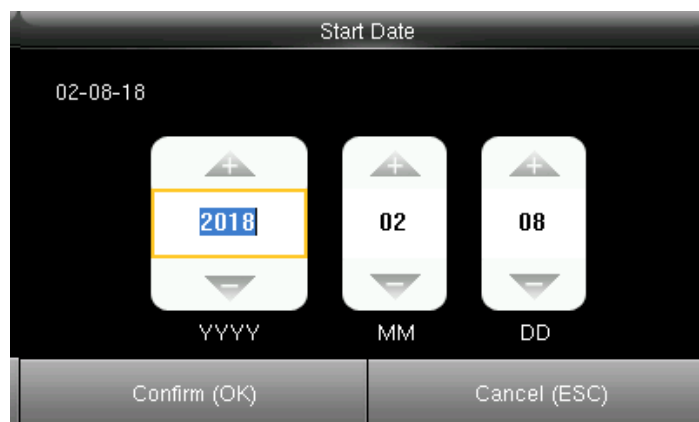 Start Date
02-08-18
2018 02 08
YYYY MM DD
Confirm (OK) Cancel (ESC)